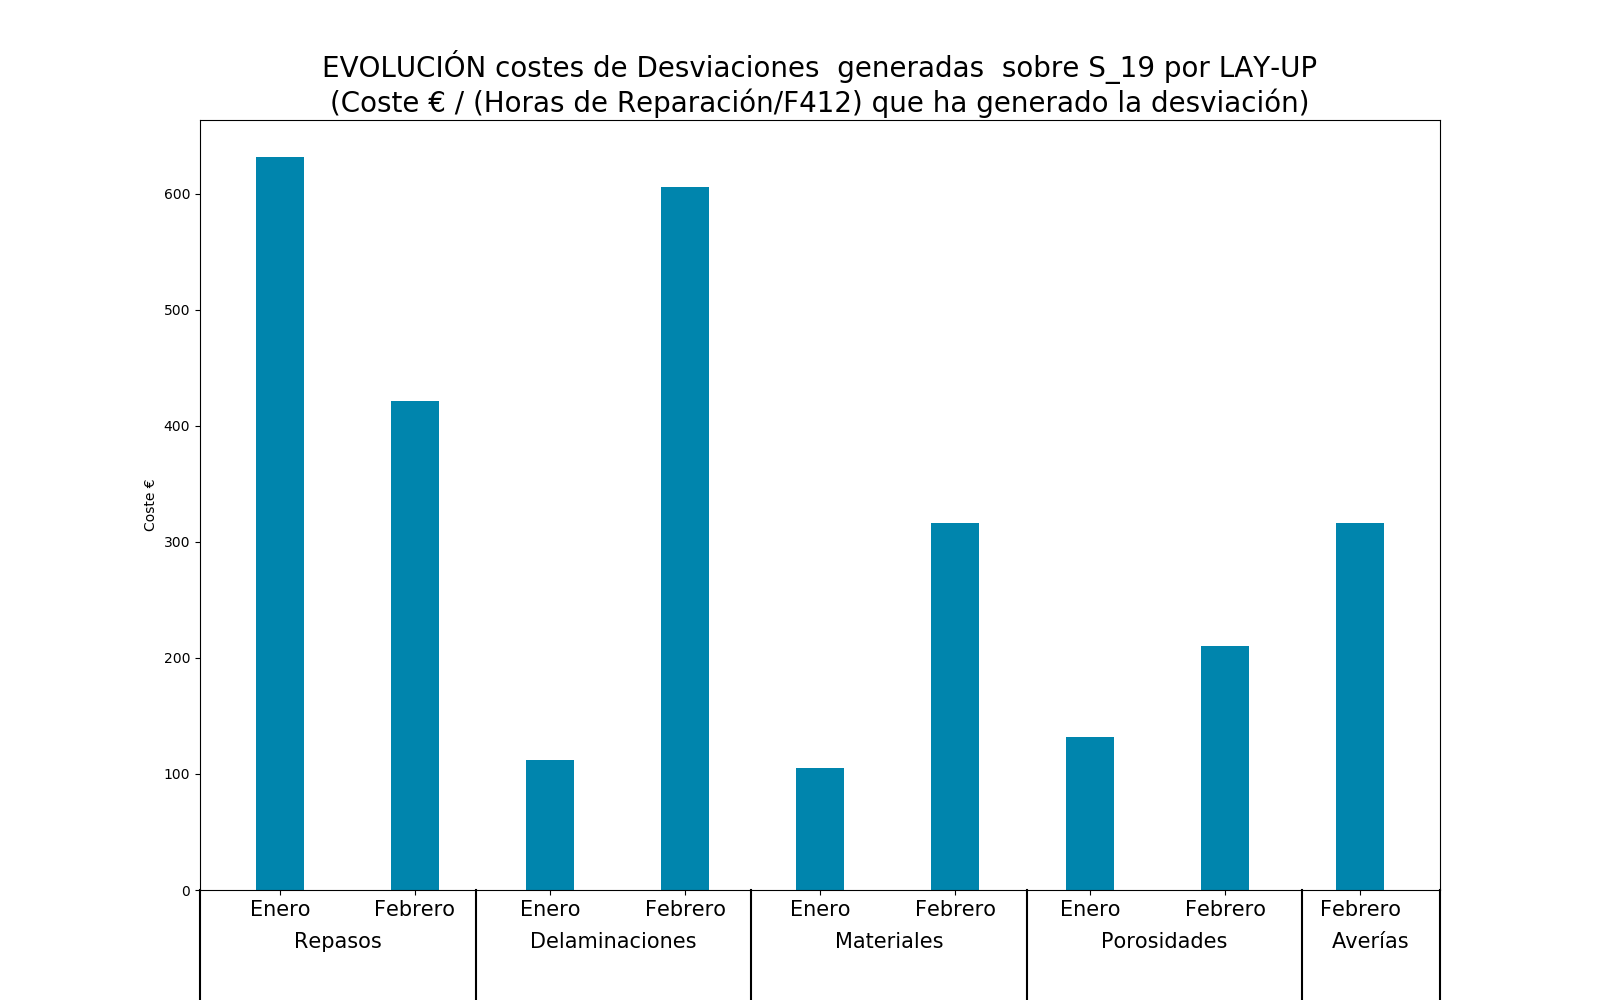 EVOLUCIÓN costes de Desviaciones  generadas  sobre S_19 por LAY-UP
(Coste € / (Horas de Reparación/F412) que ha generado la desviación)
600
500
400
300
200
100
0
Coste €
Enero Febrero Enero Febrero Enero Febrero Enero Febrero Febrero
Repasos Delaminaciones Materiales Porosidades Averías